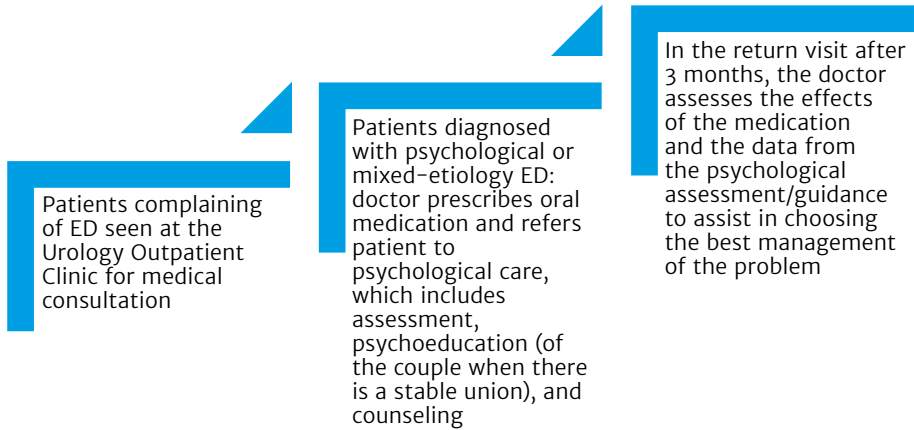 Patients complaining
of ED seen at the
Urology Outpatient
Clinic for medical
consultation
Patients diagnosed
with psychological or
mixed-etiology ED:
doctor prescribes oral
medication and refers
patient to
psychological care,
which includes
assessment,
psychoeducation (of
the couple when there
is a stable union), and
counseling
In the return visit after
3 months, the doctor
assesses the effects
of the medication
and the data from
the psychological
assessment/guidance
to assist in choosing
the best management
of the problem